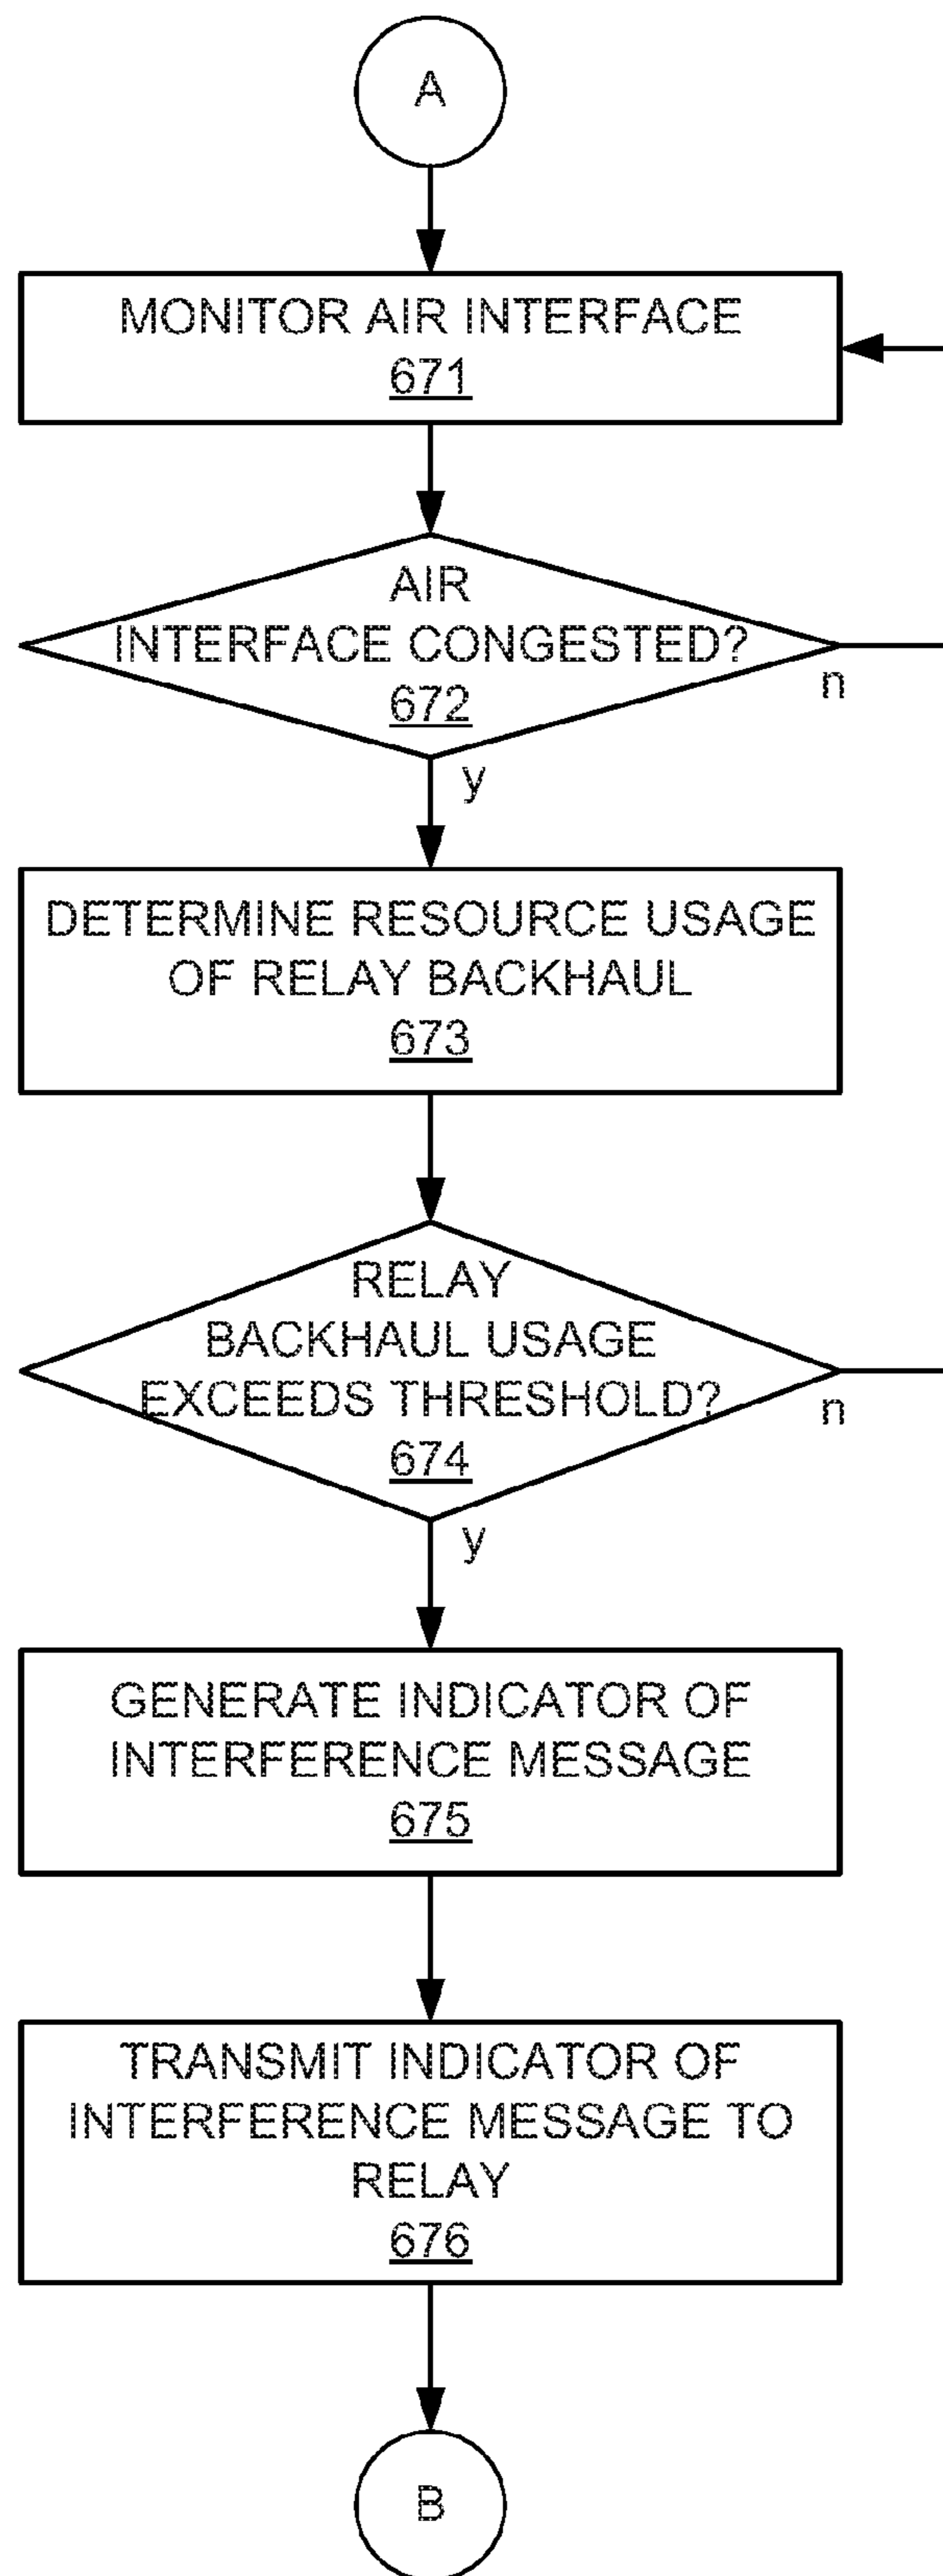 A
MONITOR AIR INTERFACE
671
AIR
INTERFACE CONGESTED?
672
n
y
DETERMINE RESOURCE USAGE
OF RELAY BACKHAUL
673
RELAY
BACKHAUL USAGE
EXCEEDS THRESHOLD?
674
n
y
GENERATE INDICATOR OF
INTERFERENCE MESSAGE
675
TRANSMIT INDICATOR OF
INTERFERENCE MESSAGE TO
RELAY
676
B